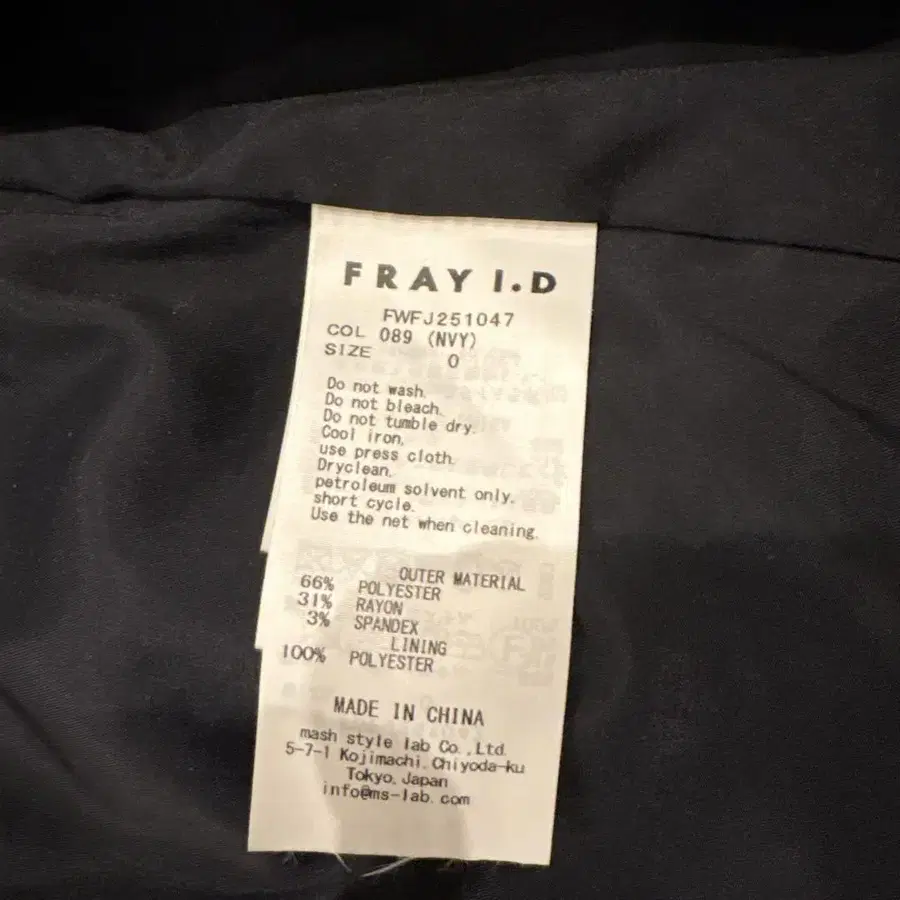 FRAY I.D
FWFJ251047
COL 089 (NVY)
SIZE 0
Do not wash.
Do not bleach.
Do not tumble dry.
Cool iron.
use press cloth.
Dryclean.
petroleum solvent only.
short cycle.
Use the net when cleaning.
OUTER MATERIAL
66% POLYESTER
31% RAYON
3% SPANDEX
LINING
100% POLYESTER
MADE IN CHINA
mash style lab Co.,Ltd.
5-7-1 Kojimachi.Chiyoda-ku
Tokyo.Japan
info@ms-lab.com